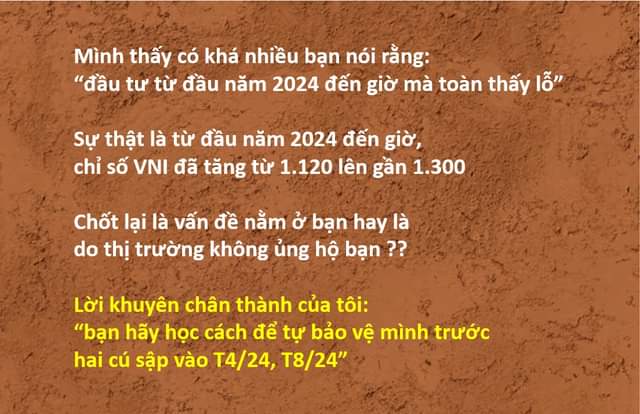 Mình thấy có khá nhiều bạn nói rằng:
“đầu tư từ đầu năm 2024 đến giờ mà toàn thấy lỗ”
Sự thật là từ đầu năm 2024 đến giờ,
chỉ số VNI đã tăng từ 1.120 lên gần 1.300
Chốt lại là vấn đề nằm ở bạn hay là
do thị trường không ủng hộ bạn ??
Lời khuyên chân thành của tôi:
“bạn hãy học cách để tự bảo vệ mình trước
hai cú sập vào T4/24, T8/24”